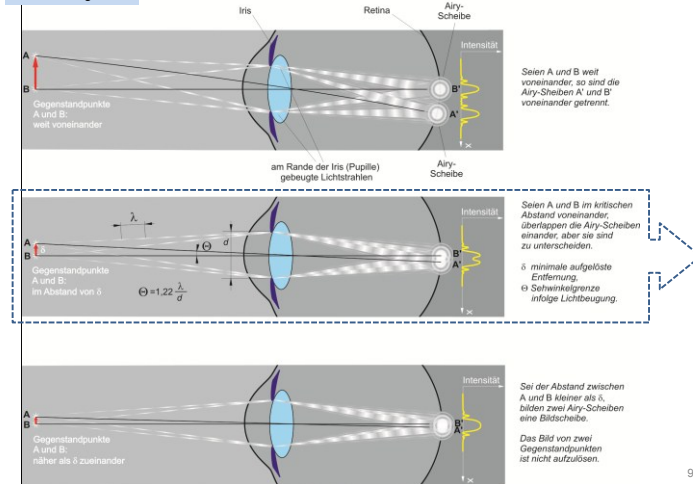 Iris
Retina
Airy-
Scheibe
Intensität
A
B
B'
A'
x
Gegenstandpunkte
A und B:
weit voneinander
am Rande der Iris (Pupille)
gebeugte Lichtstrahlen
Airy-
Scheibe
Seien A und B weit
voneinander, so sind die
Airy-Sheiben A' und B'
voneinander getrennt.
Intensität
λ
A
B
δ
Θ
d
B'
A'
x
Gegenstandpunkte
A und B:
im Abstand von δ
Θ=1,22 λ/d
Seien A und B im kritischen
Abstand voneinander,
überlappen die Airy-Scheiben
einander, aber sie sind
zu unterscheiden.
δ minimale aufgelöste
Entfernung,
Θ Sehwinkelgrenze
infolge Lichtbeugung.
Intensität
A
B
B'
A'
x
Gegenstandpunkte
A und B:
näher als δ zueinander
Sei der Abstand zwischen
A und B kleiner als δ,
bilden zwei Airy-Scheiben
eine Bildscheibe.
Das Bild von zwei
Gegenstandpunkten
ist nicht aufzulösen.
9